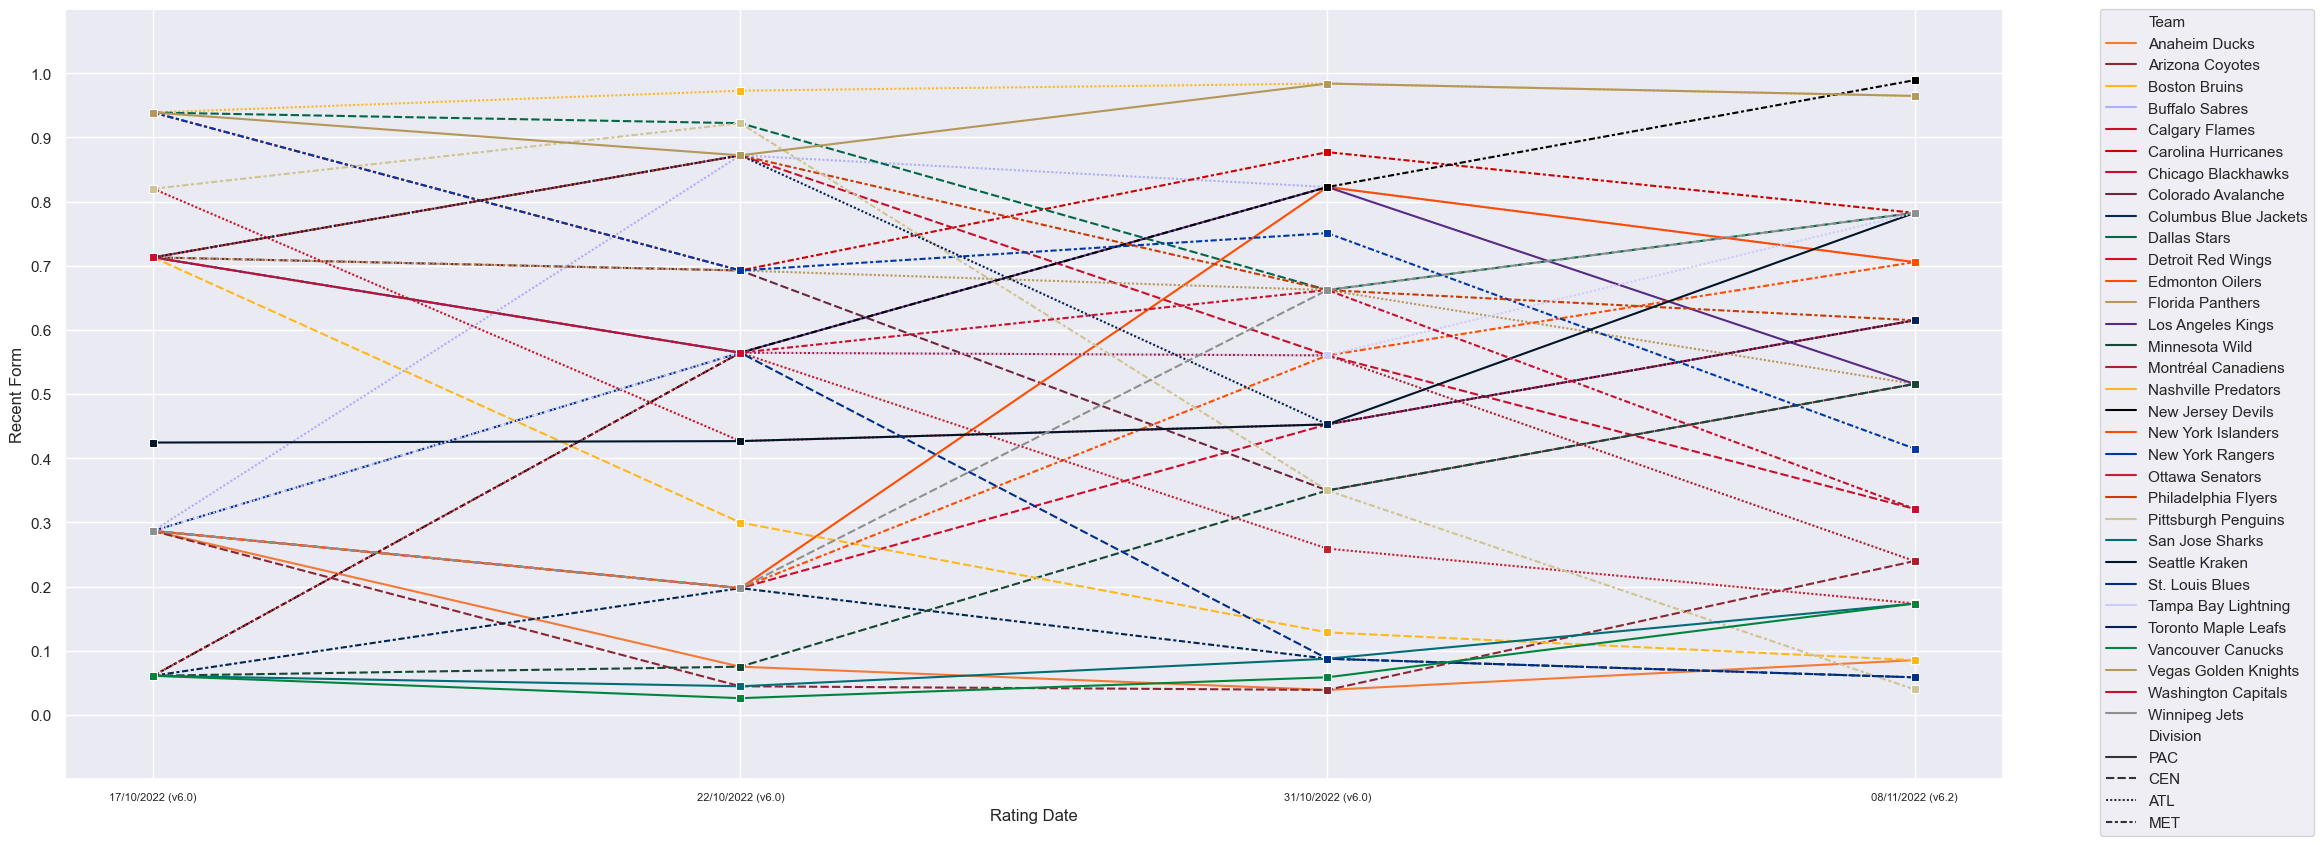 1.0
0.9
0.8
0.7
0.6
0.5
0.4
0.3
0.2
0.1
0.0
Recent Form
17/10/2022 (v6.0)
22/10/2022 (v6.0)
31/10/2022 (v6.0)
08/11/2022 (v6.2)
Rating Date
Team
Anaheim Ducks
Arizona Coyotes
Boston Bruins
Buffalo Sabres
Calgary Flames
Carolina Hurricanes
Chicago Blackhawks
Colorado Avalanche
Columbus Blue Jackets
Dallas Stars
Detroit Red Wings
Edmonton Oilers
Florida Panthers
Los Angeles Kings
Minnesota Wild
Montréal Canadiens
Nashville Predators
New Jersey Devils
New York Islanders
New York Rangers
Ottawa Senators
Philadelphia Flyers
Pittsburgh Penguins
San Jose Sharks
Seattle Kraken
St. Louis Blues
Tampa Bay Lightning
Toronto Maple Leafs
Vancouver Canucks
Vegas Golden Knights
Washington Capitals
Winnipeg Jets
Division
PAC
CEN
ATL
MET